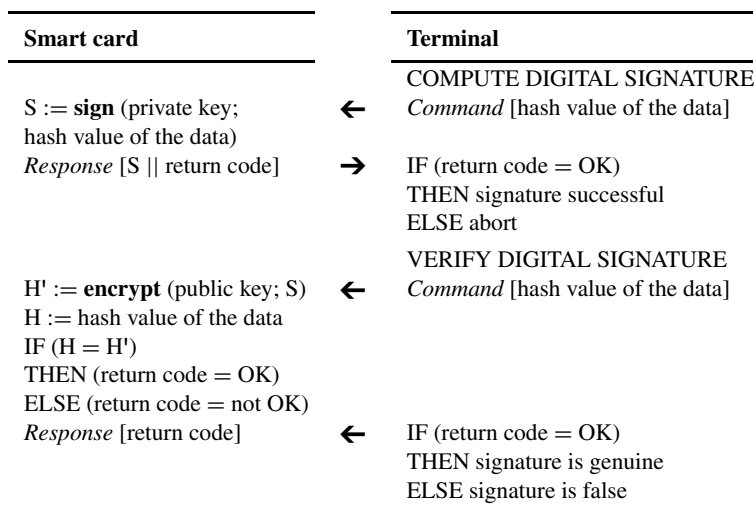 Smart card Terminal
COMPUTE DIGITAL SIGNATURE
S := sign (private key; ← Command [hash value of the data]
hash value of the data)
Response [S || return code] → IF (return code = OK)
THEN signature successful
ELSE abort
VERIFY DIGITAL SIGNATURE
H' := encrypt (public key; S) ← Command [hash value of the data]
H := hash value of the data
IF (H = H')
THEN (return code = OK)
ELSE (return code = not OK)
Response [return code] ← IF (return code = OK)
THEN signature is genuine
ELSE signature is false